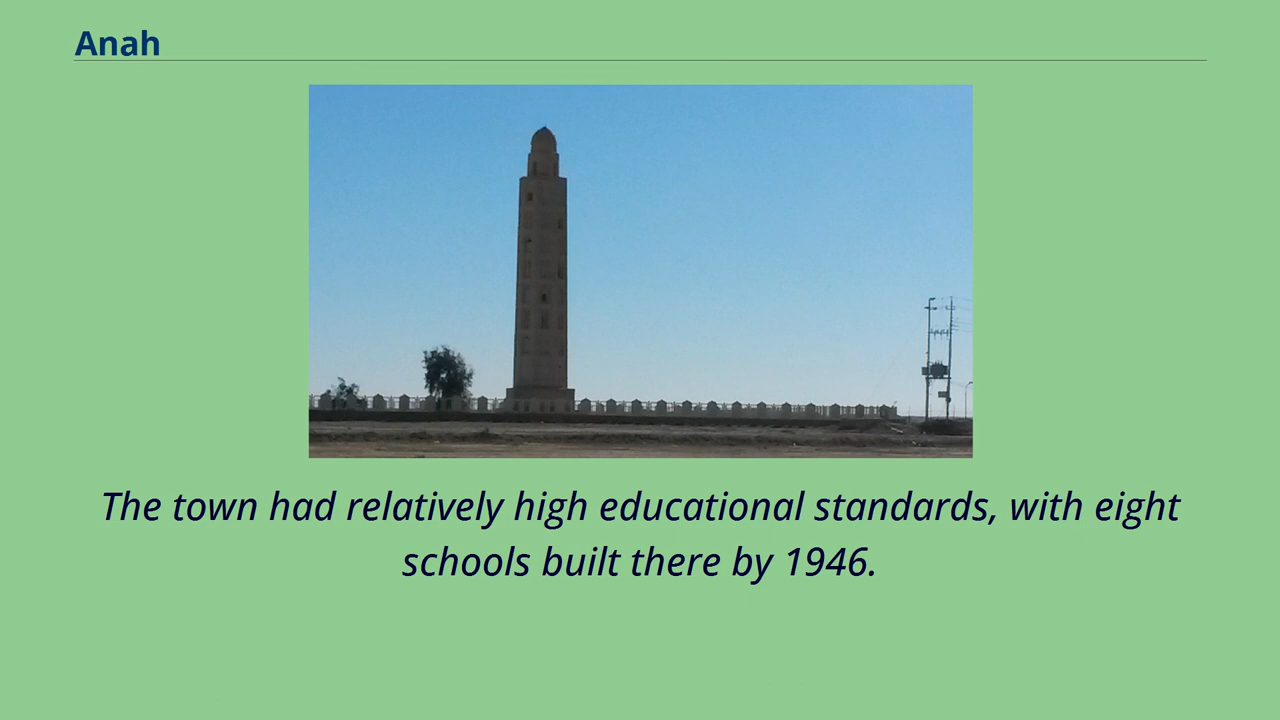 Anah
The town had relatively high educational standards, with eight
schools built there by 1946.